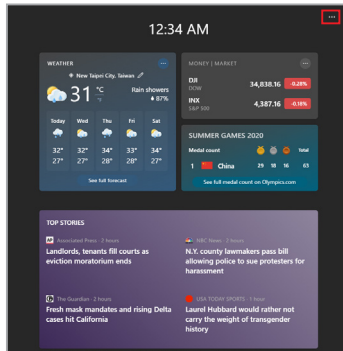 12:34 AM
WEATHER
New Taipei City, Taiwan
31 °C
°F
Rain showers
87%
Today Wed Thu Fri Sat
32° 32° 34° 33° 34°
27° 27° 28° 28° 27°
See full forecast
MONEY | MARKET
DJI
DOW
34,838.16 -0.28%
INX
S&P 500
4,387.16 -0.18%
SUMMER GAMES 2020
Medal count Total
1 China 29 18 16 63
See full medal count on Olympics.com
TOP STORIES
Associated Press · 2 hours
Landlords, tenants fill courts as
eviction moratorium ends
NBC News · 2 hours
N.Y. county lawmakers pass bill
allowing police to sue protesters for
harassment
The Guardian · 2 hours
Fresh mask mandates and rising Delta
cases hit California
USA TODAY SPORTS · 1 hour
Laurel Hubbard would rather not
carry the weight of transgender
history